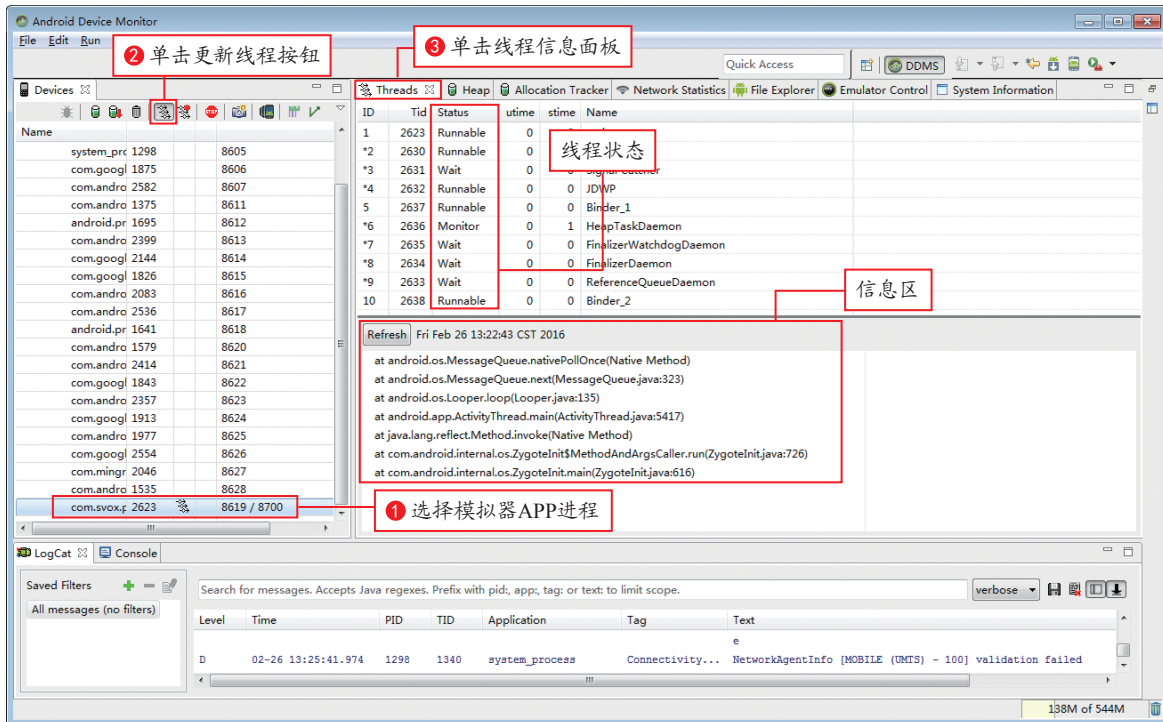 Android Device Monitor
File Edit Run
❷ 单击更新线程按钮
❸ 单击线程信息面板
Quick Access
DDMS
Devices
Threads Heap Allocation Tracker Network Statistics File Explorer Emulator Control System Information
Name
system_prc 1298 8605
com.googl 1875 8606
com.andro 2582 8607
com.andro 1375 8611
android.pr 1695 8612
com.andro 2399 8613
com.googl 2144 8614
com.googl 1826 8615
com.andro 2083 8616
com.andro 2536 8617
android.pr 1641 8618
com.andro 1579 8620
com.andro 2414 8621
com.googl 1843 8622
com.andro 2357 8623
com.googl 1913 8624
com.andro 1977 8625
com.googl 2554 8626
com.mingr 2046 8627
com.andro 1535 8628
com.svox.p 2623 8619 / 8700
❶ 选择模拟器APP进程
ID Tid Status utime stime Name
1 2623 Runnable 0
*2 2630 Runnable 0
*3 2631 Wait 0 0 Signal Catcher
*4 2632 Runnable 0 0 JDWP
5 2637 Runnable 0 0 Binder_1
*6 2636 Monitor 0 1 HeapTaskDaemon
*7 2635 Wait 0 0 FinalizerWatchdogDaemon
*8 2634 Wait 0 0 FinalizerDaemon
*9 2633 Wait 0 0 ReferenceQueueDaemon
10 2638 Runnable 0 0 Binder_2
线程状态
信息区
Refresh Fri Feb 26 13:22:43 CST 2016
at android.os.MessageQueue.nativePollOnce(Native Method)
at android.os.MessageQueue.next(MessageQueue.java:323)
at android.os.Looper.loop(Looper.java:135)
at android.app.ActivityThread.main(ActivityThread.java:5417)
at java.lang.reflect.Method.invoke(Native Method)
at com.android.internal.os.ZygoteInit$MethodAndArgsCaller.run(ZygoteInit.java:726)
at com.android.internal.os.ZygoteInit.main(ZygoteInit.java:616)
LogCat Console
Saved Filters
All messages (no filters)
Search for messages. Accepts Java regexes. Prefix with pid:, app:, tag: or text: to limit scope.
verbose
Level Time PID TID Application Tag Text
e
D 02-26 13:25:41.974 1298 1340 system_process Connectivity... NetworkAgentInfo [MOBILE (UMTS) - 100] validation failed
138M of 544M